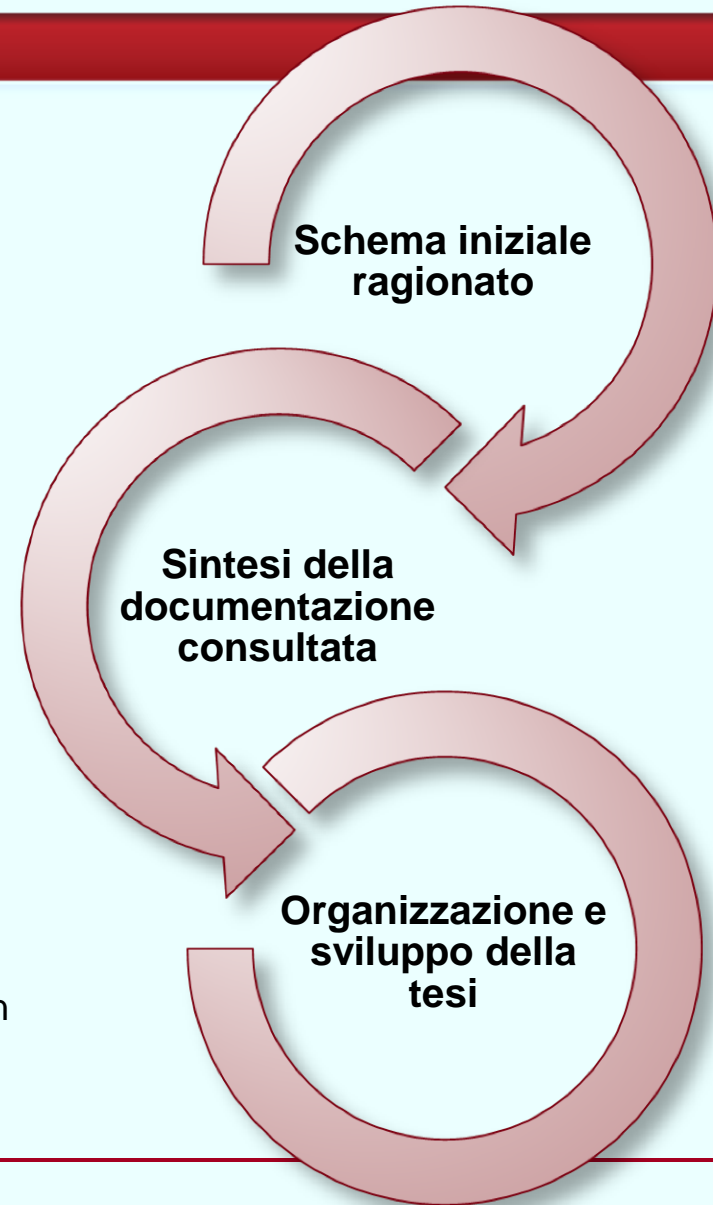 Schema iniziale
ragionato
Sintesi della
documentazione
consultata
Organizzazione e
sviluppo della
tesi